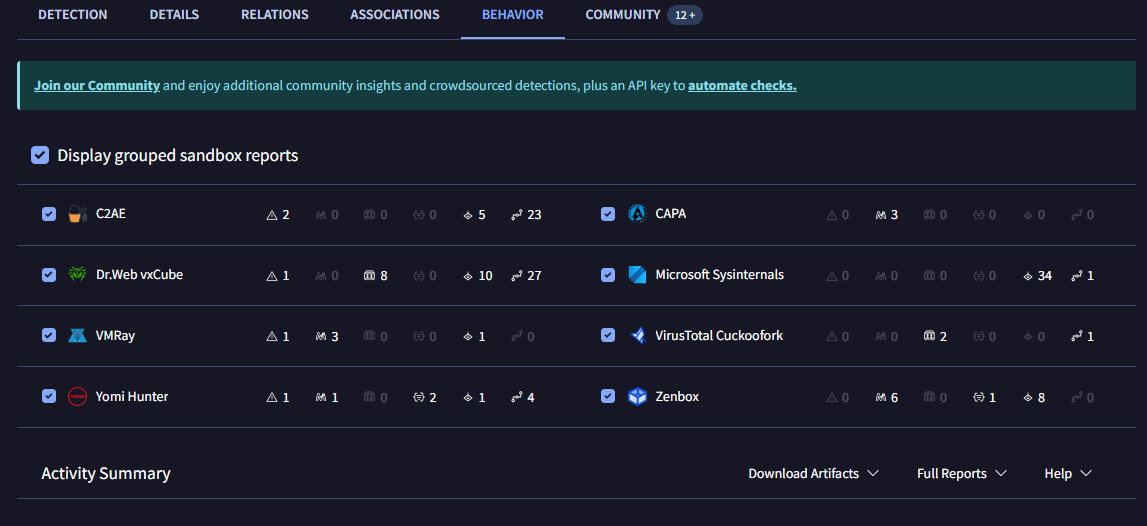 DETECTION DETAILS RELATIONS ASSOCIATIONS BEHAVIOR COMMUNITY 12 +
Join our Community and enjoy additional community insights and crowdsourced detections, plus an API key to automate checks.
Display grouped sandbox reports
C2AE 2 0 0 0 5 23 CAPA 0 3 0 0 0 0
Dr.Web vxCube 1 0 8 0 10 27 Microsoft Sysinternals 0 0 0 0 34 1
VMRay 1 3 0 0 1 0 VirusTotal Cuckoofork 0 0 2 0 0 1
Yomi Hunter 1 1 0 2 1 4 Zenbox 0 6 0 1 8 0
Activity Summary Download Artifacts Full Reports Help